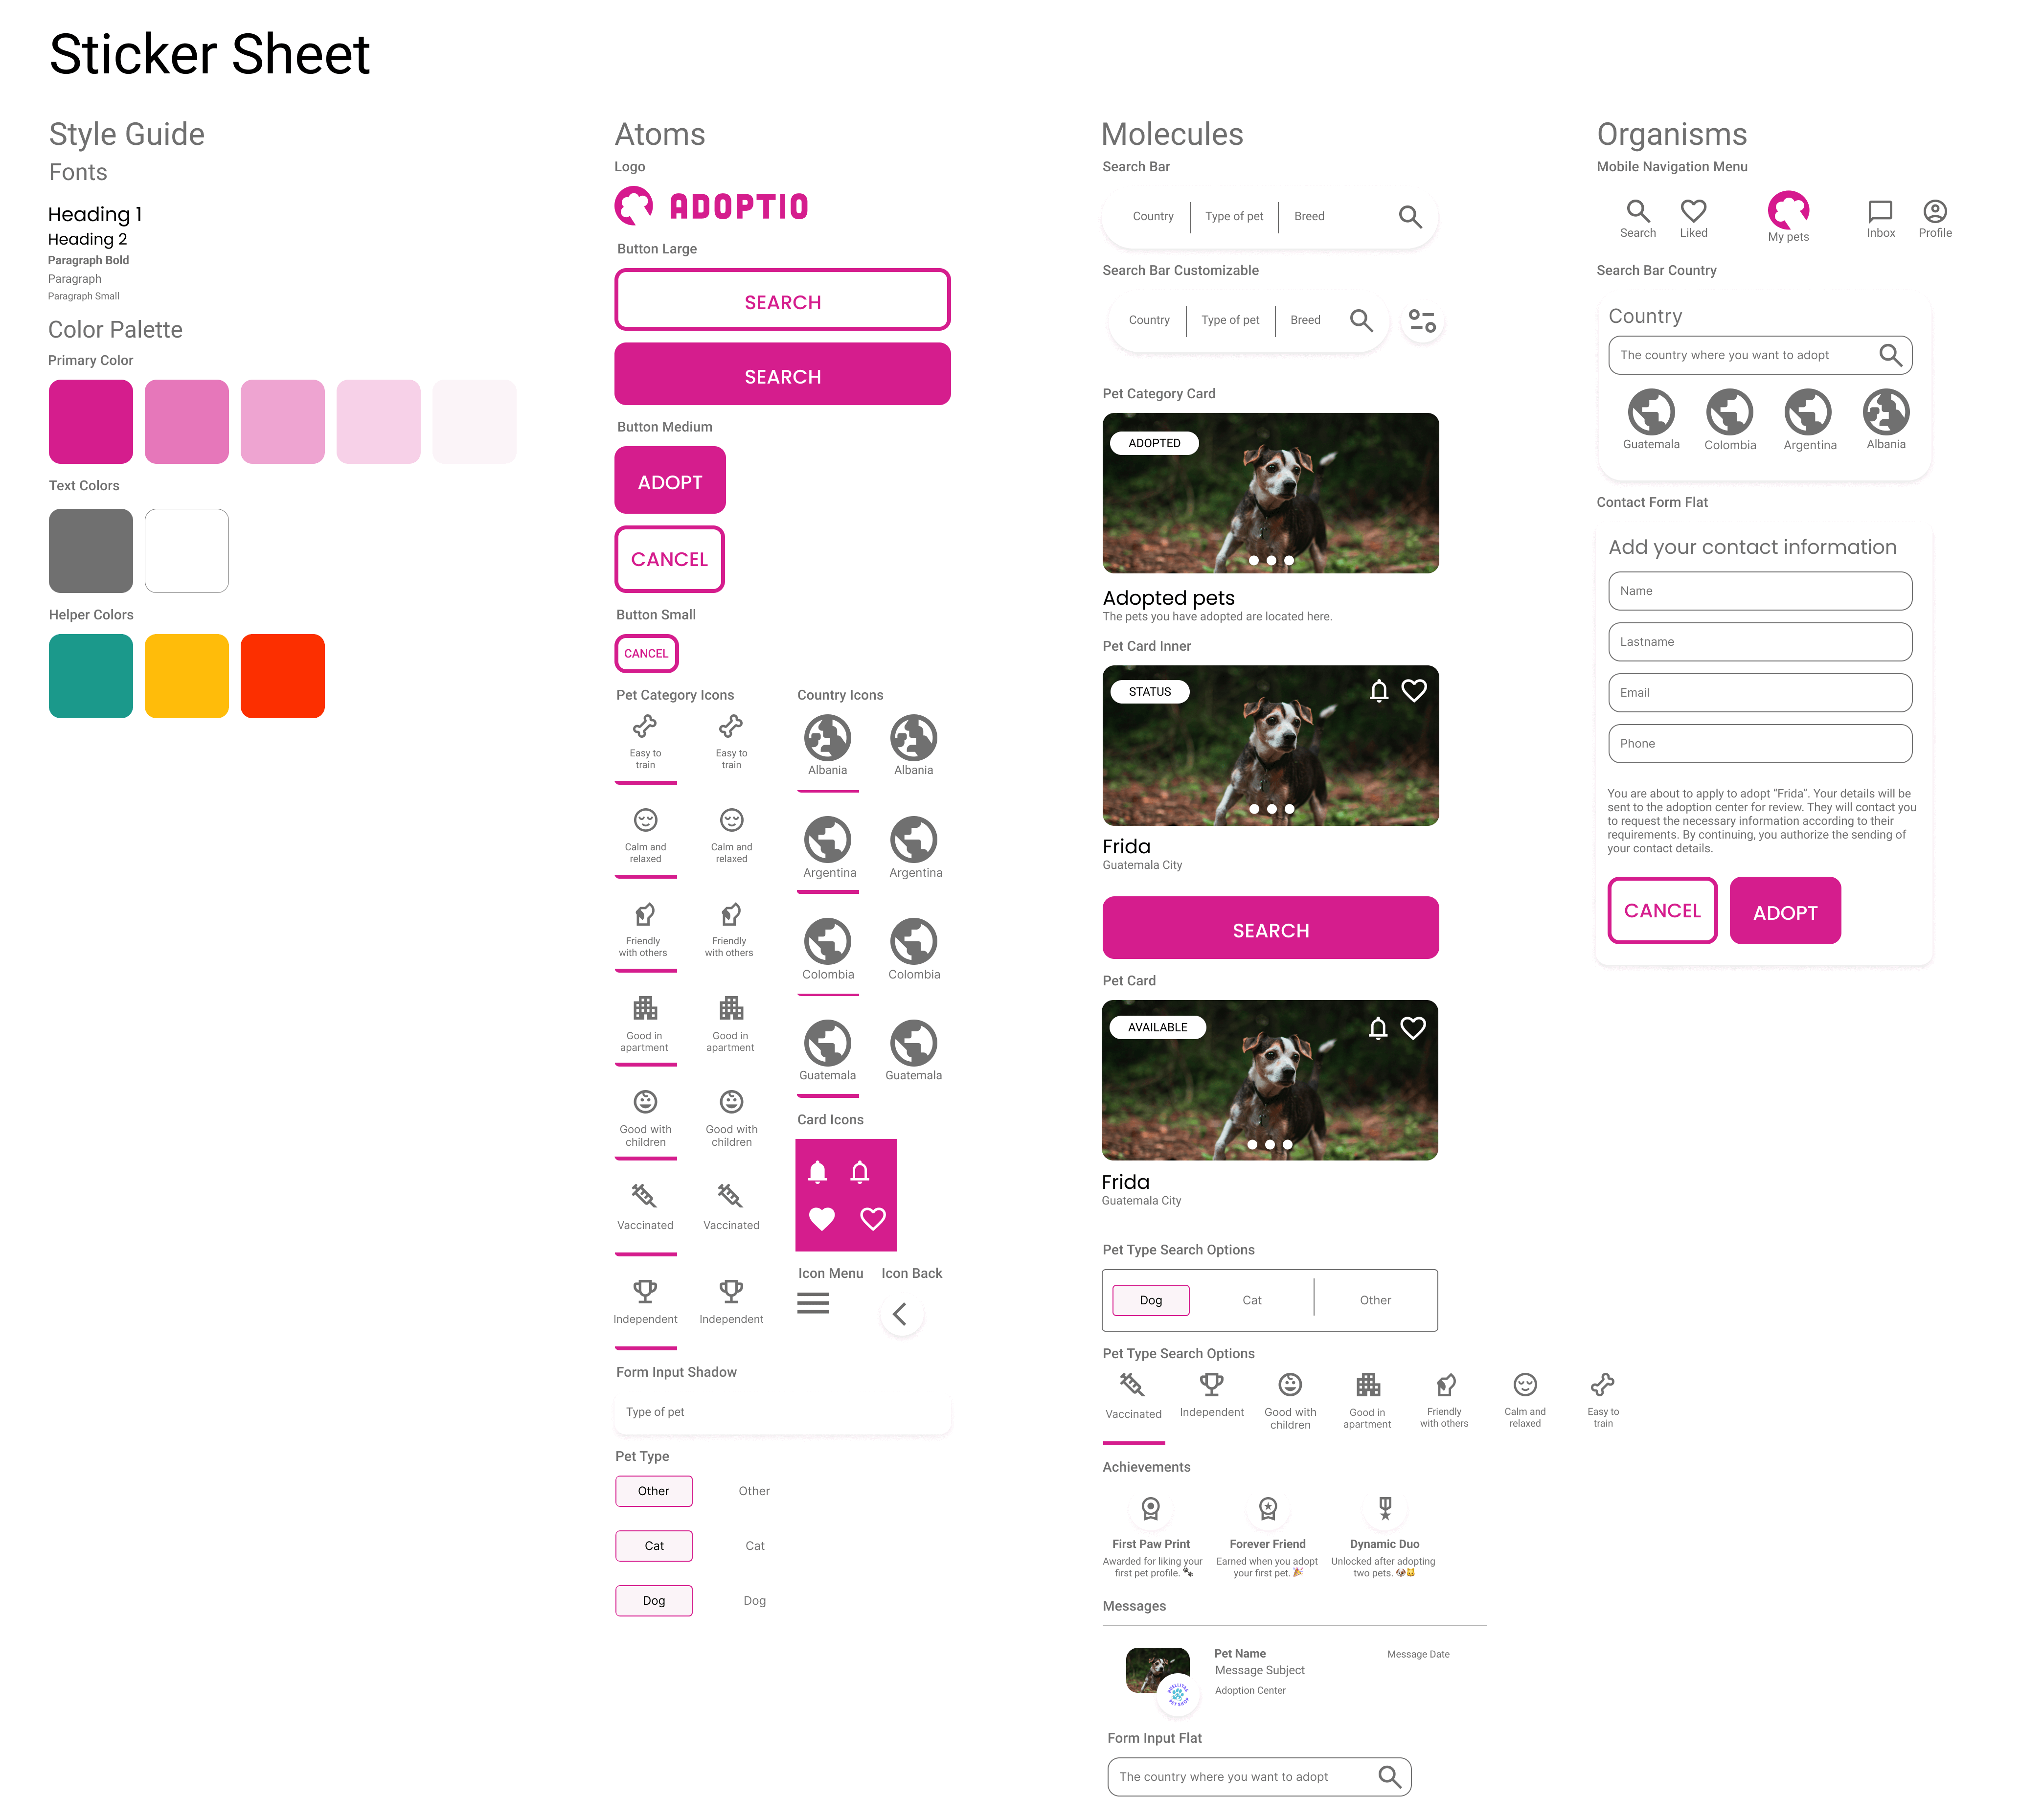 Sticker Sheet
Style Guide
Fonts
Heading 1
Heading 2
Paragraph Bold
Paragraph
Paragraph Small
Color Palette
Primary Color
Text Colors
Helper Colors
Atoms
Logo
ADOPTIO
Button Large
SEARCH
SEARCH
Button Medium
ADOPT
CANCEL
Button Small
CANCEL
Pet Category Icons
Easy to
train
Easy to
train
Calm and
relaxed
Calm and
relaxed
Friendly
with others
Friendly
with others
Good in
apartment
Good in
apartment
Good with
children
Good with
children
Vaccinated
Vaccinated
Independent
Independent
Country Icons
Albania
Albania
Argentina
Argentina
Colombia
Colombia
Guatemala
Guatemala
Card Icons
Icon Menu
Icon Back
Form Input Shadow
Type of pet
Pet Type
Other
Other
Cat
Cat
Dog
Dog
Molecules
Search Bar
Country
Type of pet
Breed
Search Bar Customizable
Country
Type of pet
Breed
Pet Category Card
ADOPTED
Adopted pets
The pets you have adopted are located here.
Pet Card Inner
STATUS
Frida
Guatemala City
SEARCH
Pet Card
AVAILABLE
Frida
Guatemala City
Pet Type Search Options
Dog
Cat
Other
Pet Type Search Options
Vaccinated
Independent
Good with
children
Good in
apartment
Friendly
with others
Calm and
relaxed
Easy to
train
Achievements
First Paw Print
Awarded for liking your
first pet profile. 🐾
Forever Friend
Earned when you adopt
your first pet. 🎉
Dynamic Duo
Unlocked after adopting
two pets. 🐶🐱
Messages
Pet Name
Message Subject
Adoption Center
Message Date
HUELLITAS
PET SHOP
Form Input Flat
The country where you want to adopt
Organisms
Mobile Navigation Menu
Search
Liked
My pets
Inbox
Profile
Search Bar Country
Country
The country where you want to adopt
Guatemala
Colombia
Argentina
Albania
Contact Form Flat
Add your contact information
Name
Lastname
Email
Phone
You are about to apply to adopt “Frida”. Your details will be
sent to the adoption center for review. They will contact you
to request the necessary information according to their
requirements. By continuing, you authorize the sending of
your contact details.
CANCEL
ADOPT